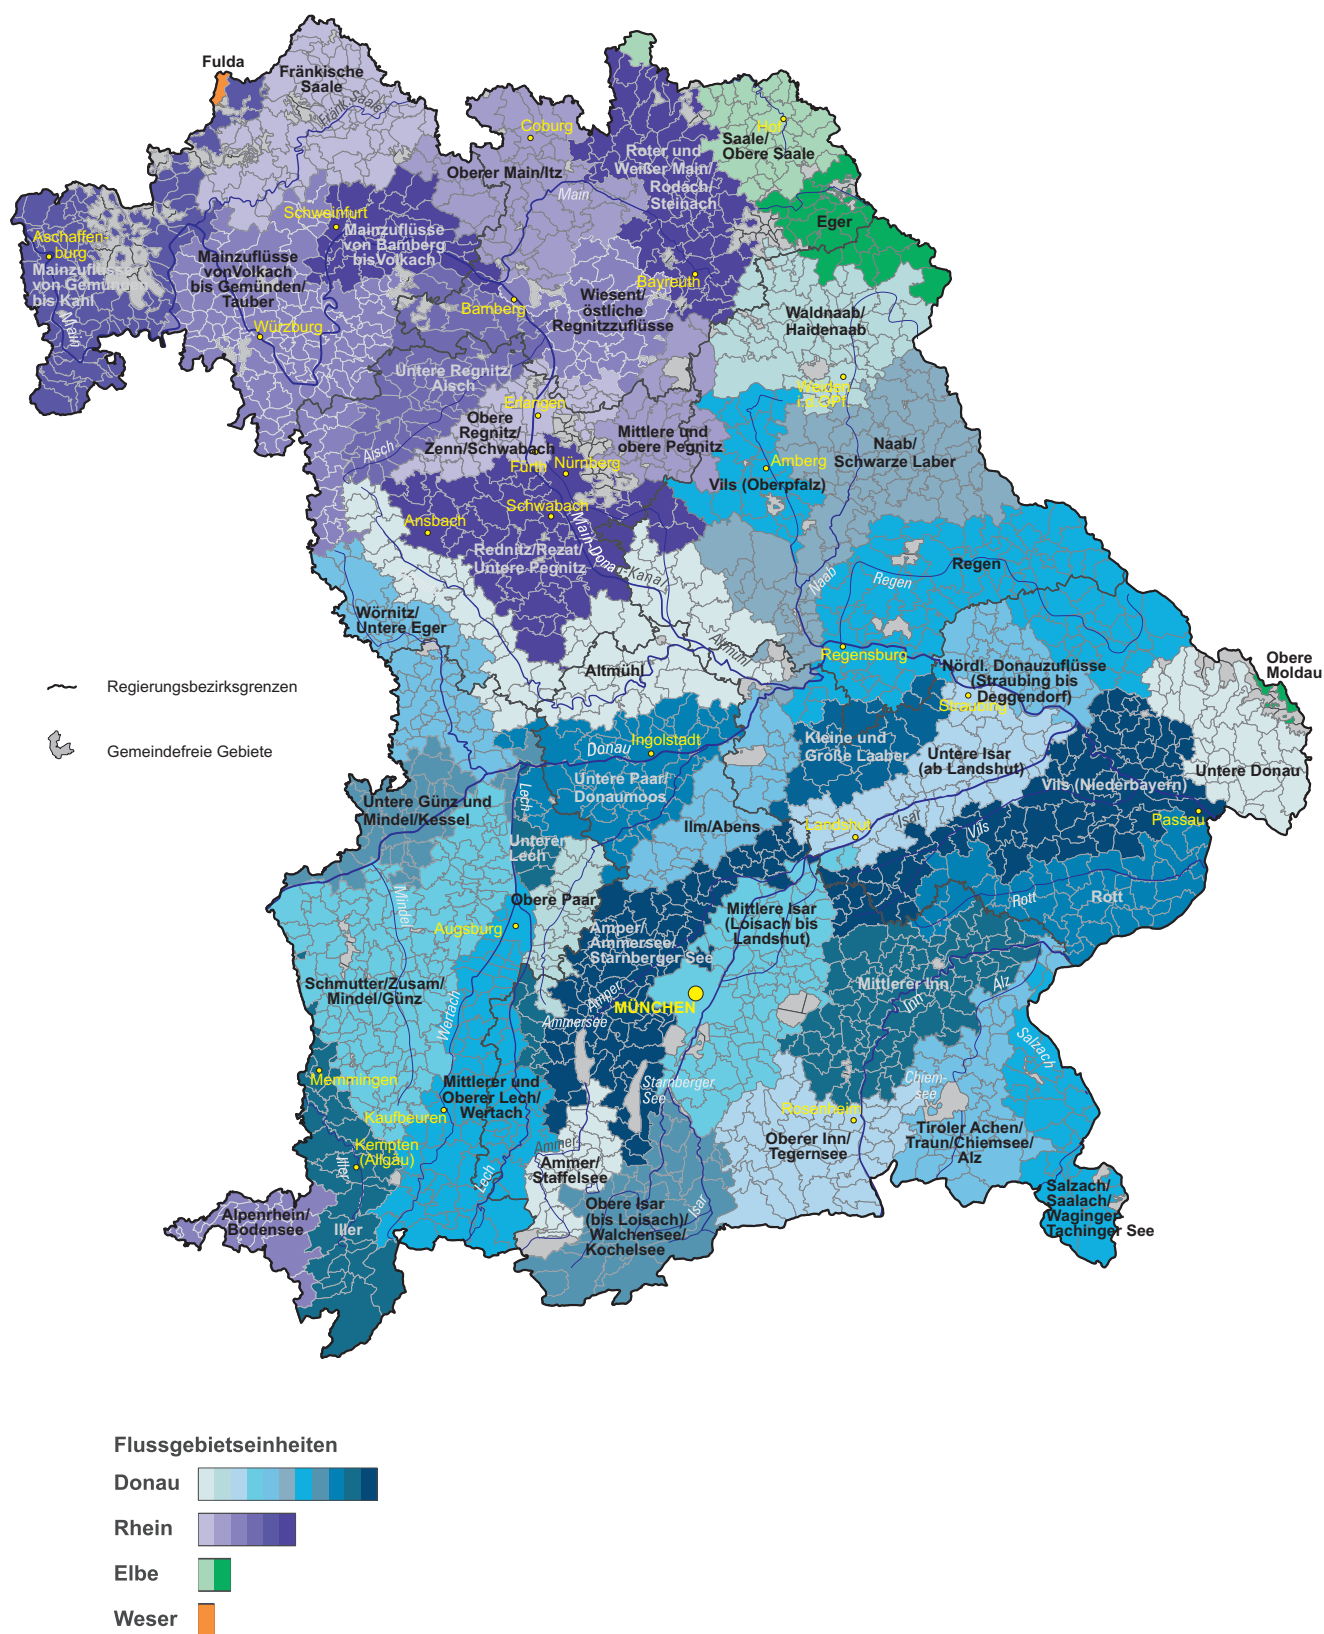 Fulda
Fränkische
Saale
Fränk.Saale
Coburg
Hof
Saale/
Obere Saale
Roter und
Weißer Main/
Rodach/
Steinach
Oberer Main/Itz
Main
Eger
Schweinfurt
Mainzuflüsse
von Bamberg
bisVolkach
Aschaffen-
burg
Mainzuflüsse
von Gemünden
bis Kahl
Main
Mainzuflüsse
vonVolkach
bis Gemünden/
Tauber
Würzburg
Bayreuth
Bamberg
Wiesent/
östliche
Regnitzzuflüsse
Waldnaab/
Haidenaab
Weiden
i.d.OPf.
Untere Regnitz/
Aisch
Erlangen
Obere
Regnitz/
Zenn/Schwabach
Aisch
Fürth
Nürnberg
Mittlere und
obere Pegnitz
Naab/
Schwarze Laber
Amberg
Vils (Oberpfalz)
Ansbach
Schwabach
Rednitz/Rezat/
Untere Pegnitz
Main-Donau-Kanal
Naab
Regen
Regen
Wörnitz/
Untere Eger
Altmühl
Altmühl
Regensburg
Nördl. Donauzuflüsse
(Straubing bis
Deggendorf)
Straubing
Obere
Moldau
Regierungsbezirksgrenzen
Gemeindefreie Gebiete
Ingolstadt
Donau
Untere Paar/
Donaumoos
Kleine und
Große Laaber
Untere Isar
(ab Landshut)
Untere Donau
Vils (Niederbayern)
Passau
Untere Günz und
Mindel/Kessel
Lech
Unterer
Lech
Ilm/Abens
Landshut
Isar
Vils
Obere Paar
Mindel
Augsburg
Amper/
Ammersee/
Starnberger See
Mittlere Isar
(Loisach bis
Landshut)
Rott
Rott
Schmutter/Zusam/
Mindel/Günz
Wertach
Amper
Ammersee
MÜNCHEN
Mittlerer Inn
Inn
Alz
Salzach
Memmingen
Mittlerer und
Oberer Lech/
Wertach
Kaufbeuren
Starnberger
See
Chiem-
see
Rosenheim
Kempten
(Allgäu)
Iller
Lech
Ammer
Ammer/
Staffelsee
Oberer Inn/
Tegernsee
Tiroler Achen/
Traun/Chiemsee/
Alz
Salzach/
Saalach/
Waginger-
Tachinger See
Alpenrhein/
Bodensee
Iller
Obere Isar
(bis Loisach)/
Walchensee/
Kochelsee
Isar
Flussgebietseinheiten
Donau
Rhein
Elbe
Weser